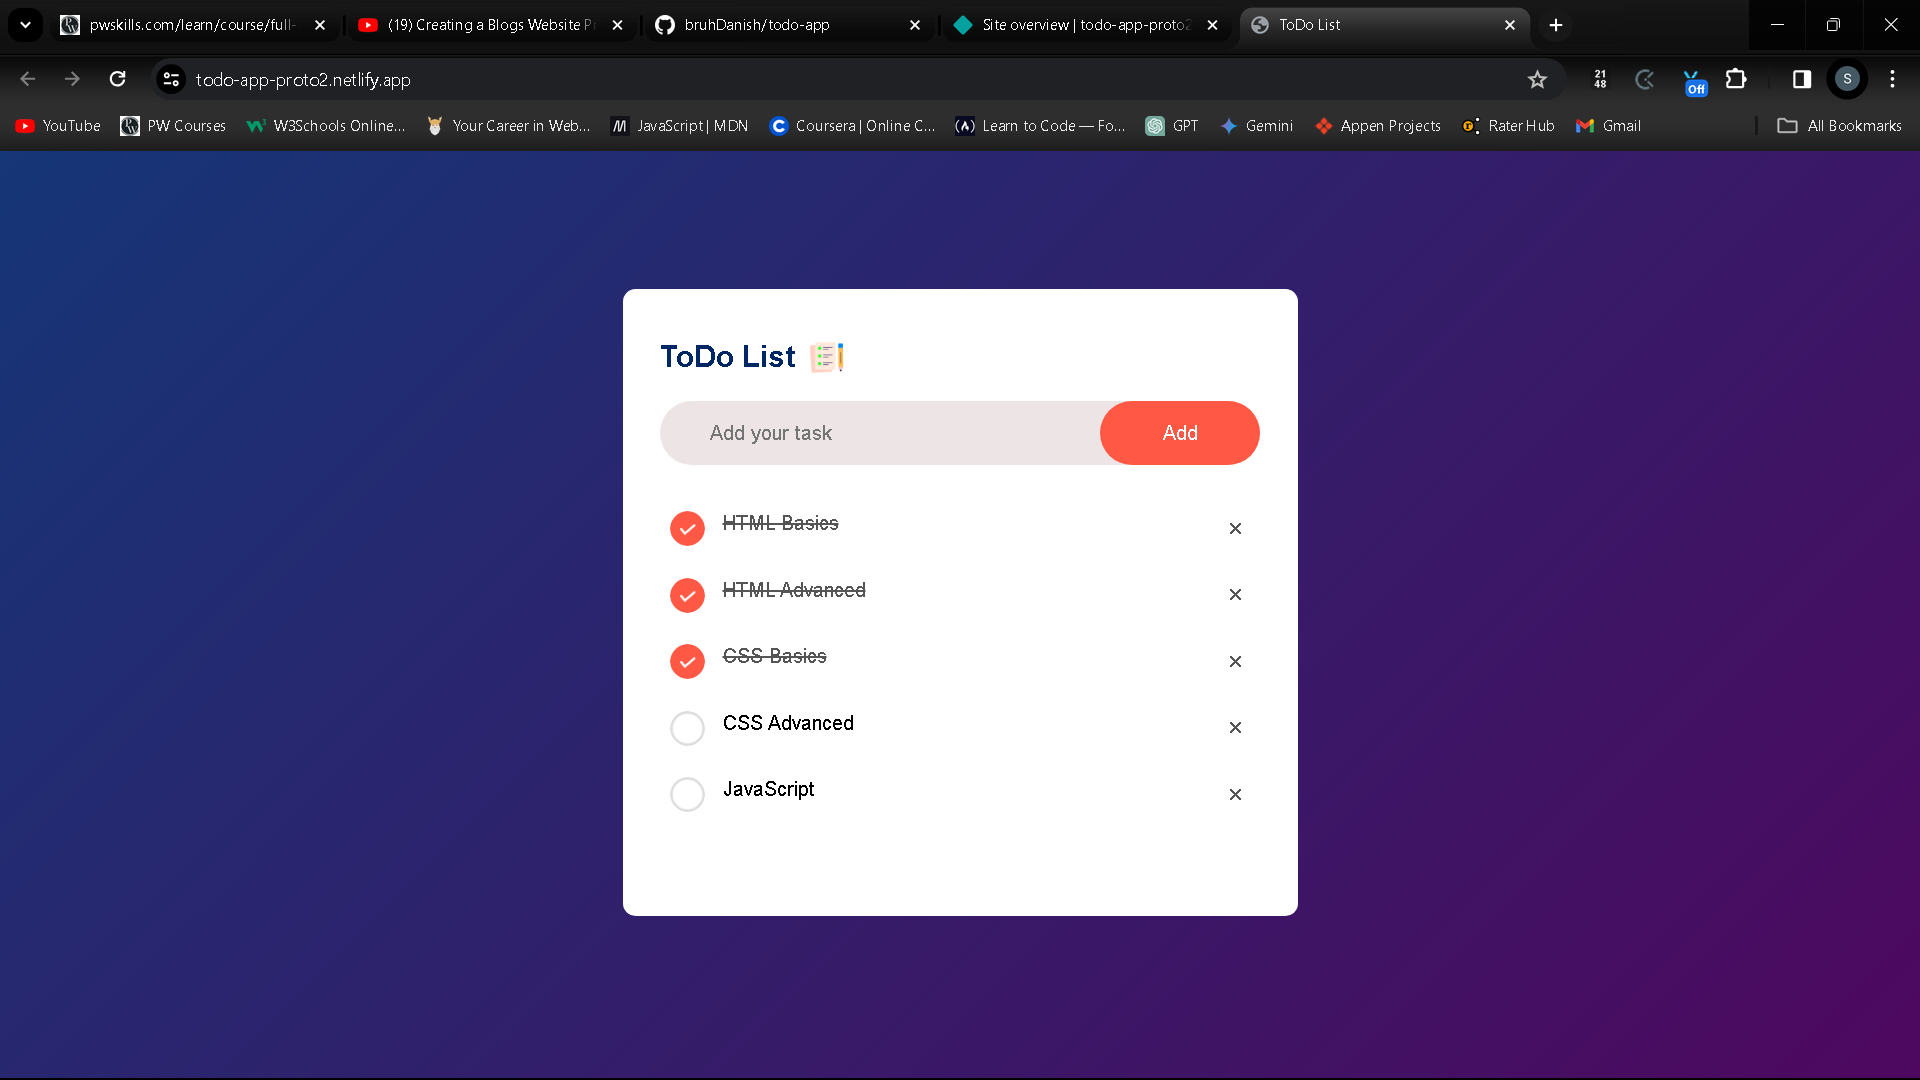 pwskills.com/learn/course/full-
(19) Creating a Blogs Website Pr
bruhDanish/todo-app
Site overview | todo-app-proto2
ToDo List
todo-app-proto2.netlify.app
21
48
Off
S
YouTube
PW Courses
W3Schools Online...
Your Career in Web...
JavaScript | MDN
Coursera | Online C...
Learn to Code — Fo...
GPT
Gemini
Appen Projects
Rater Hub
Gmail
All Bookmarks
ToDo List
Add your task
Add
HTML Basics
HTML Advanced
CSS Basics
CSS Advanced
JavaScript